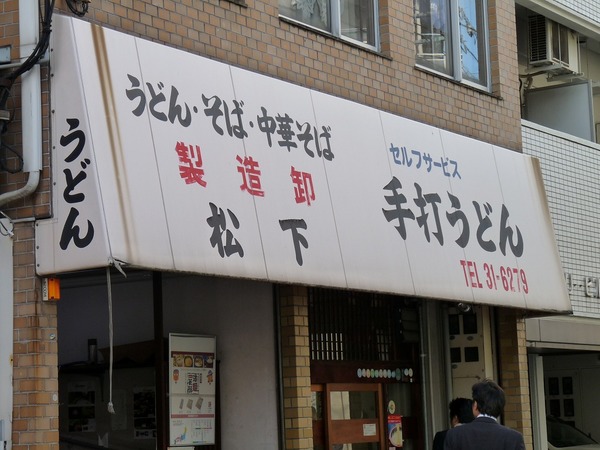 うどん
うどん・そば・中華そば
製造卸
松下
セルフサービス
手打うどん
TEL 31-6279